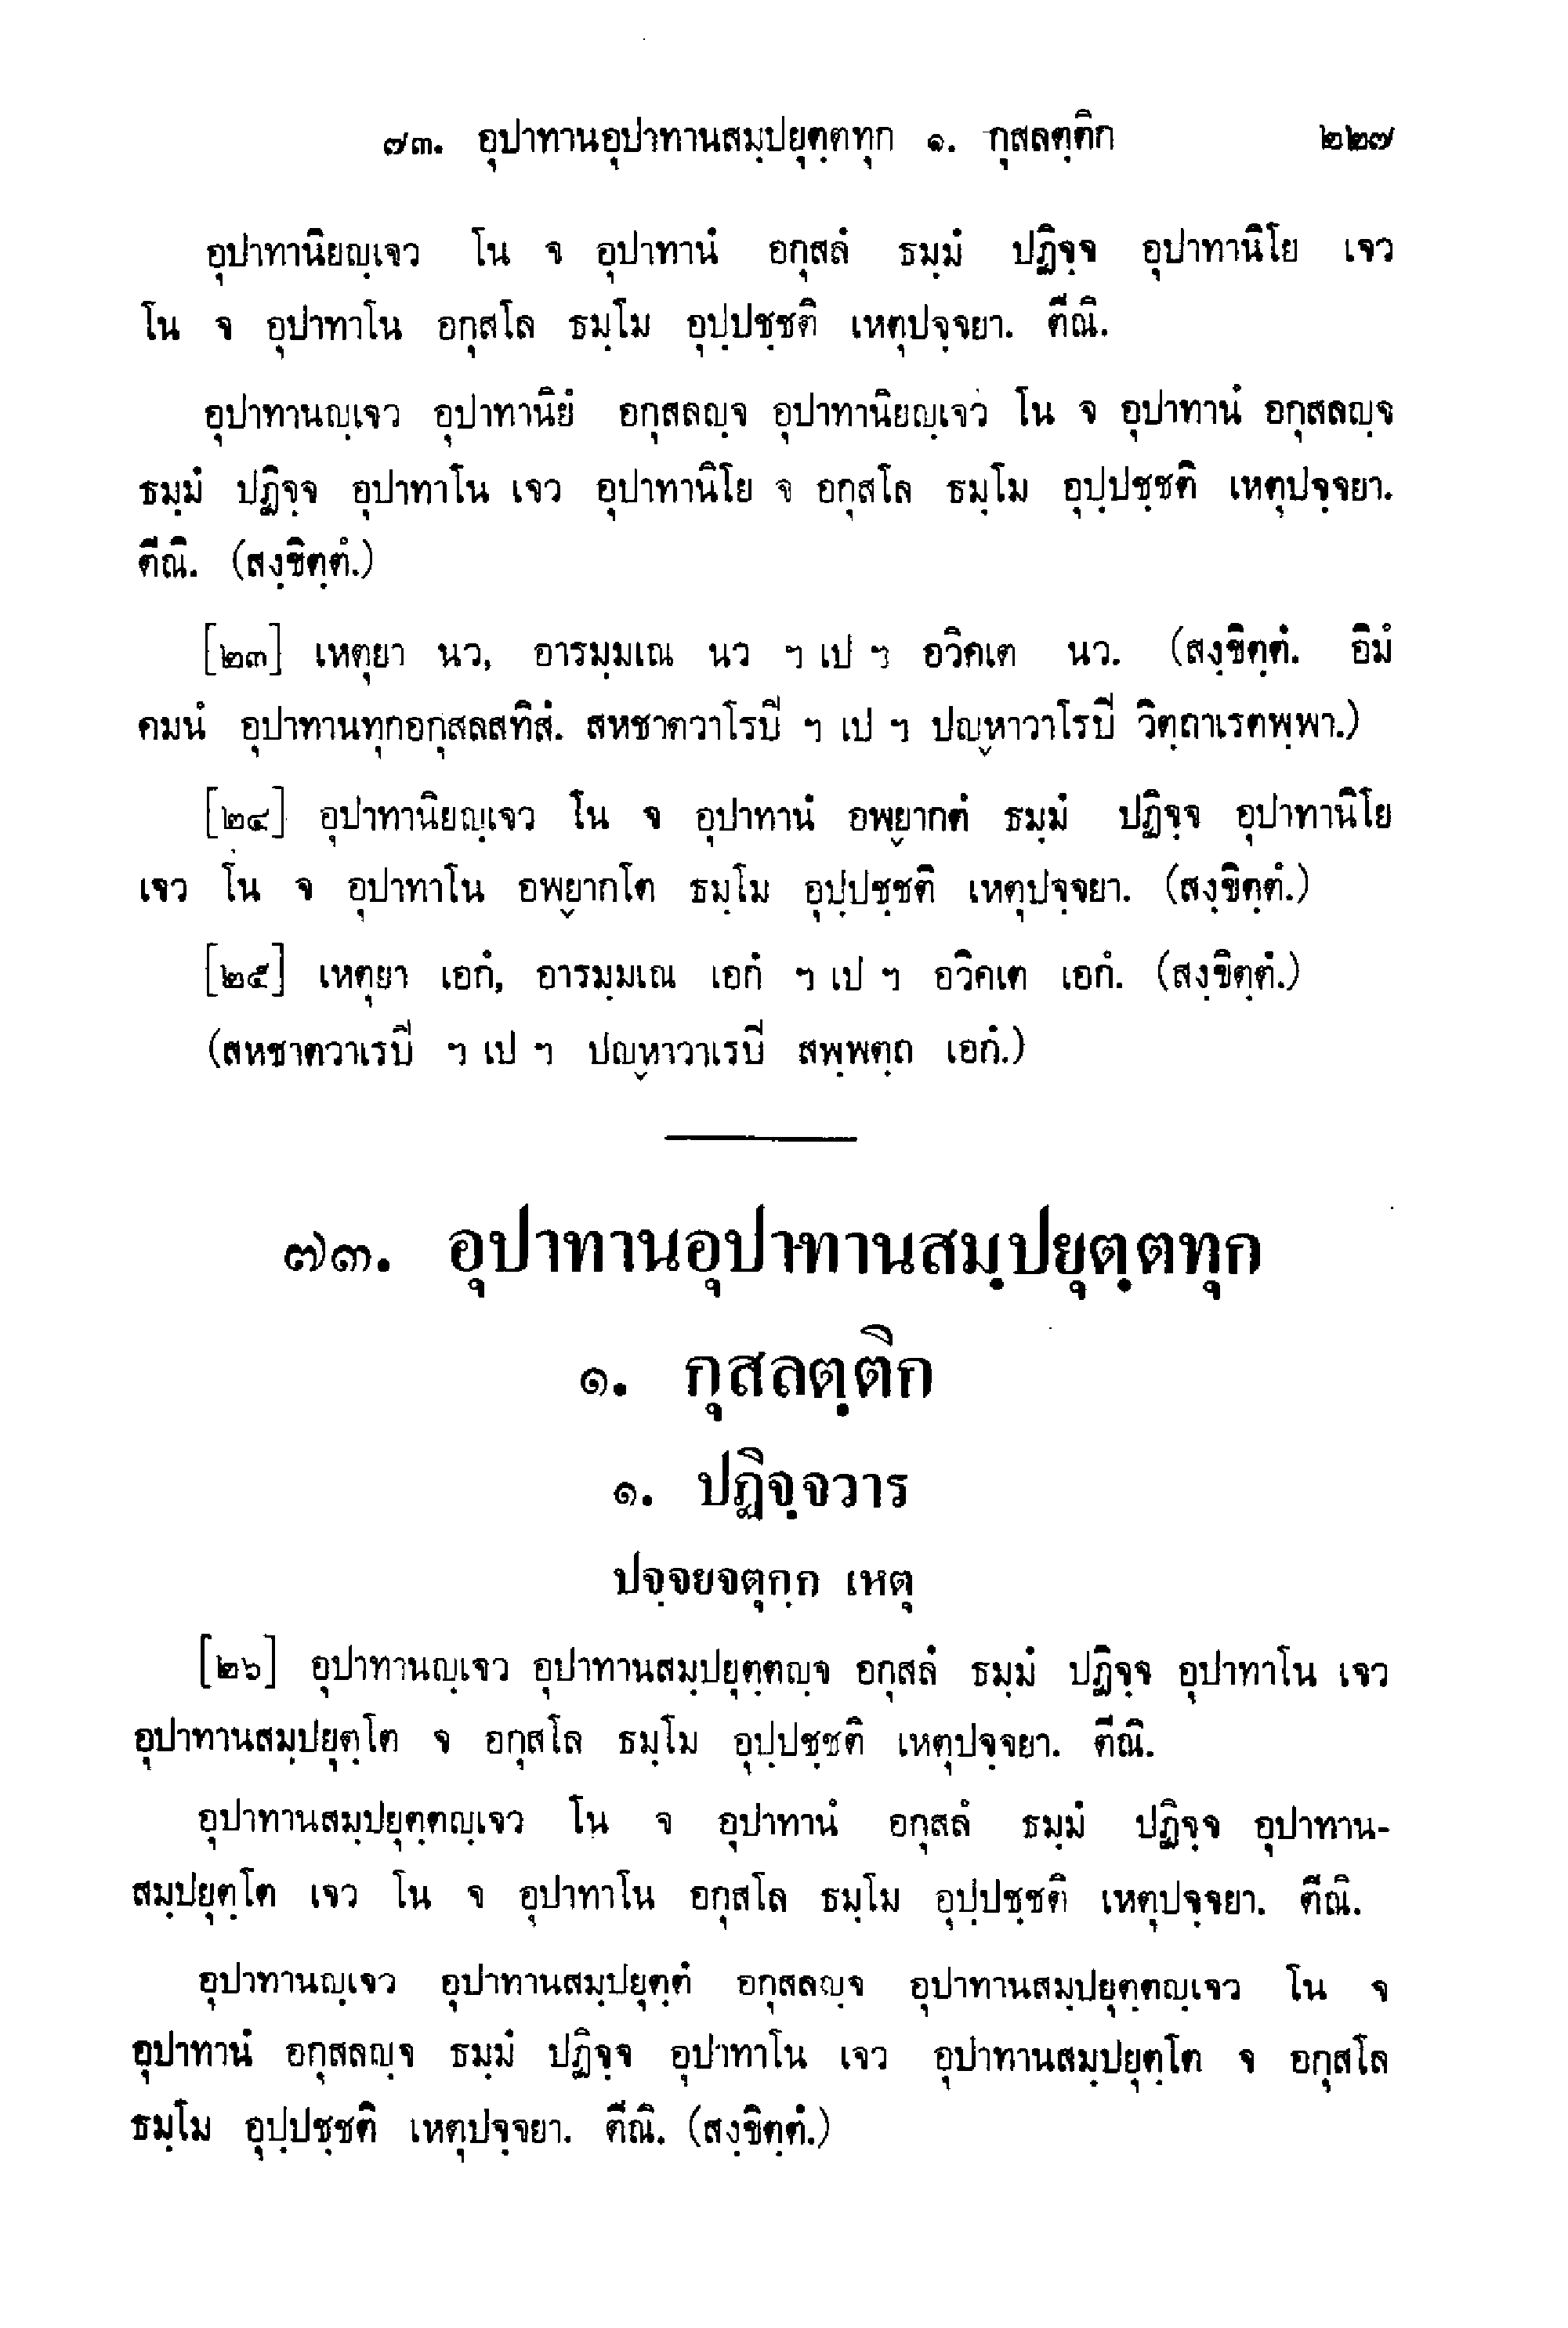 ๗๓. อุปาทานอุปาทานสมฺปยุตฺตทุก ๑. กุสลตฺติก ๒๒๗
อุปาทานิยญฺเจว โน จ อุปาทานํ อกุสลํ ธมฺมํ ปฏิจฺจ อุปาทานิโย เจว
โน จ อุปาทาโน อกุสโล ธมฺโม อุปฺปชฺชติ เหตุปจฺจยา. ตีณิ.
อุปาทานญฺเจว อุปาทานิยํ อกุสลญฺจ อุปาทานิยญฺเจว โน จ อุปาทานํ อกุสลญฺจ
ธมฺมํ ปฏิจฺจ อุปาทาโน เจว อุปาทานิโย จ อกุสโล ธมฺโม อุปฺปชฺชติ เหตุปจฺจยา.
ตีณิ. (สงฺขิตฺตํ.)
[๒๓] เหตุยา นว, อารมฺมเณ นว ฯ เป ฯ อวิคเต นว. (สงฺขิตฺตํ. อิมํ
คมนํ อุปาทานทุกอกุสลสทิสํ. สหชาตวาโรปิ ฯ เป ฯ ปญฺหาวาโรปิ วิตฺถาเรตพฺพา.)
[๒๔] อุปาทานิยญฺเจว โน จ อุปาทานํ อพฺยากตํ ธมฺมํ ปฏิจฺจ อุปาทานิโย
เจว โน จ อุปาทาโน อพฺยากโต ธมฺโม อุปฺปชฺชติ เหตุปจฺจยา. (สงฺขิตฺตํ.)
[๒๕] เหตุยา เอกํ, อารมฺมเณ เอกํ ฯ เป ฯ อวิคเต เอกํ. (สงฺขิตฺตํ.)
(สหชาตวาเรปิ ฯ เป ฯ ปญฺหาวาเรปิ สพฺพตฺถ เอกํ.)
๗๓. อุปาทานอุปาทานสมฺปยุตฺตทุก
๑. กุสลตฺติก
๑. ปฏิจฺจวาร
ปจฺจยจตุกฺก เหตุ
[๒๖] อุปาทานญฺเจว อุปาทานสมฺปยุตฺตญฺจ อกุสลํ ธมฺมํ ปฏิจฺจ อุปาทาโน เจว
อุปาทานสมฺปยุตฺโต จ อกุสโล ธมฺโม อุปฺปชฺชติ เหตุปจฺจยา. ตีณิ.
อุปาทานสมฺปยุตฺตญฺเจว โน จ อุปาทานํ อกุสลํ ธมฺมํ ปฏิจฺจ อุปาทาน-
สมฺปยุตฺโต เจว โน จ อุปาทาโน อกุสโล ธมฺโม อุปฺปชฺชติ เหตุปจฺจยา. ตีณิ.
อุปาทานญฺเจว อุปาทานสมฺปยุตฺตํ อกุสลญฺจ อุปาทานสมฺปยุตฺตญฺเจว โน จ
อุปาทานํ อกุสลญฺจ ธมฺมํ ปฏิจฺจ อุปาทาโน เจว อุปาทานสมฺปยุตฺโต จ อกุสโล
ธมฺโม อุปฺปชฺชติ เหตุปจฺจยา. ตีณิ. (สงฺขิตฺตํ.)